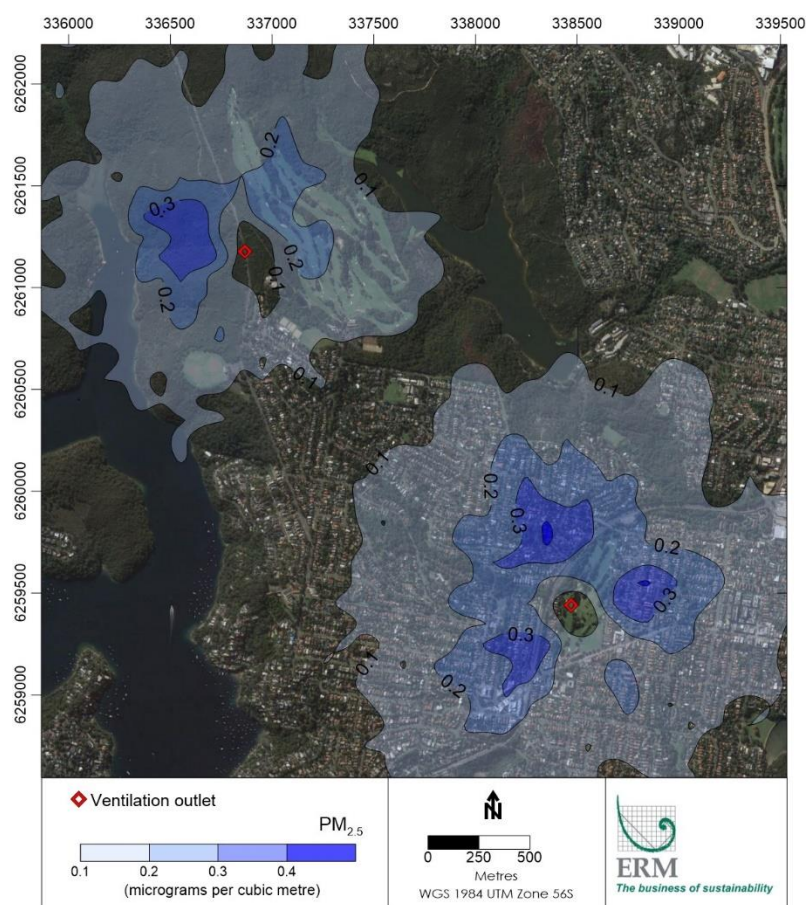 336000 336500 337000 337500 338000 338500 339000 339500
6262000
6261500
6261000
6260500
6260000
6259500
6259000
0.2
0.1
0.3
0.2
0.2
0.1
0.1
0.1
0.1
0.2
0.3
0.2
0.3
0.3
0.1
0.2
Ventilation outlet
PM2.5
0.1 0.2 0.3 0.4
(micrograms per cubic metre)
N
0 250 500
Metres
WGS 1984 UTM Zone 56S
ERM
The business of sustainability